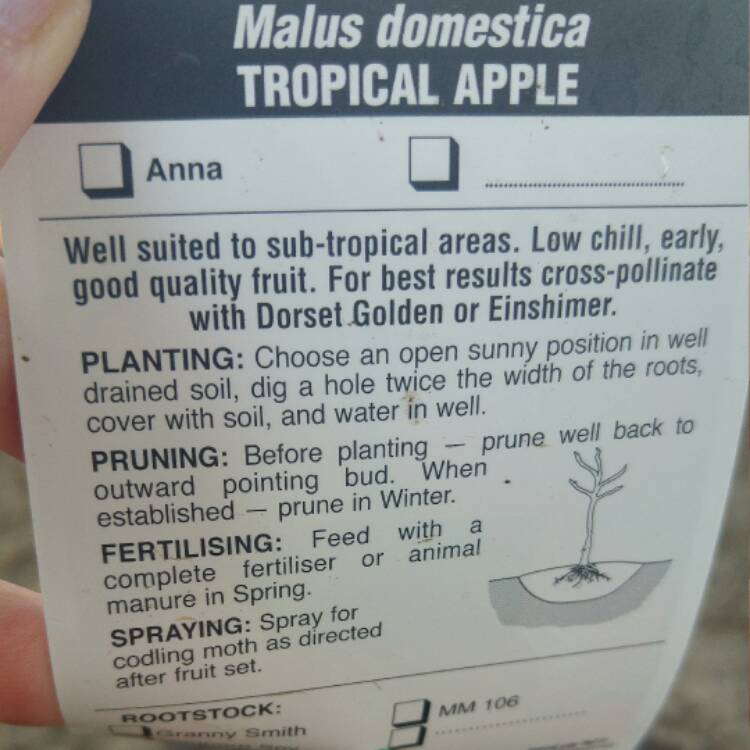 Malus domestica
TROPICAL APPLE
Anna
Well suited to sub-tropical areas. Low chill, early,
good quality fruit. For best results cross-pollinate
with Dorset Golden or Einshimer.
PLANTING: Choose an open sunny position in well
drained soil, dig a hole twice the width of the roots,
cover with soil, and water in well.
PRUNING: Before planting — prune well back to
outward pointing bud. When
established — prune in Winter.
FERTILISING: Feed with a
complete fertiliser or animal
manure in Spring.
SPRAYING: Spray for
codling moth as directed
after fruit set.
ROOTSTOCK:
MM 106
Granny Smith